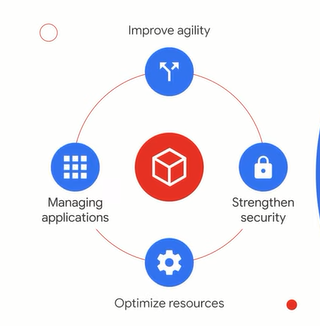 Improve agility
Managing
applications
Strengthen
security
Optimize resources